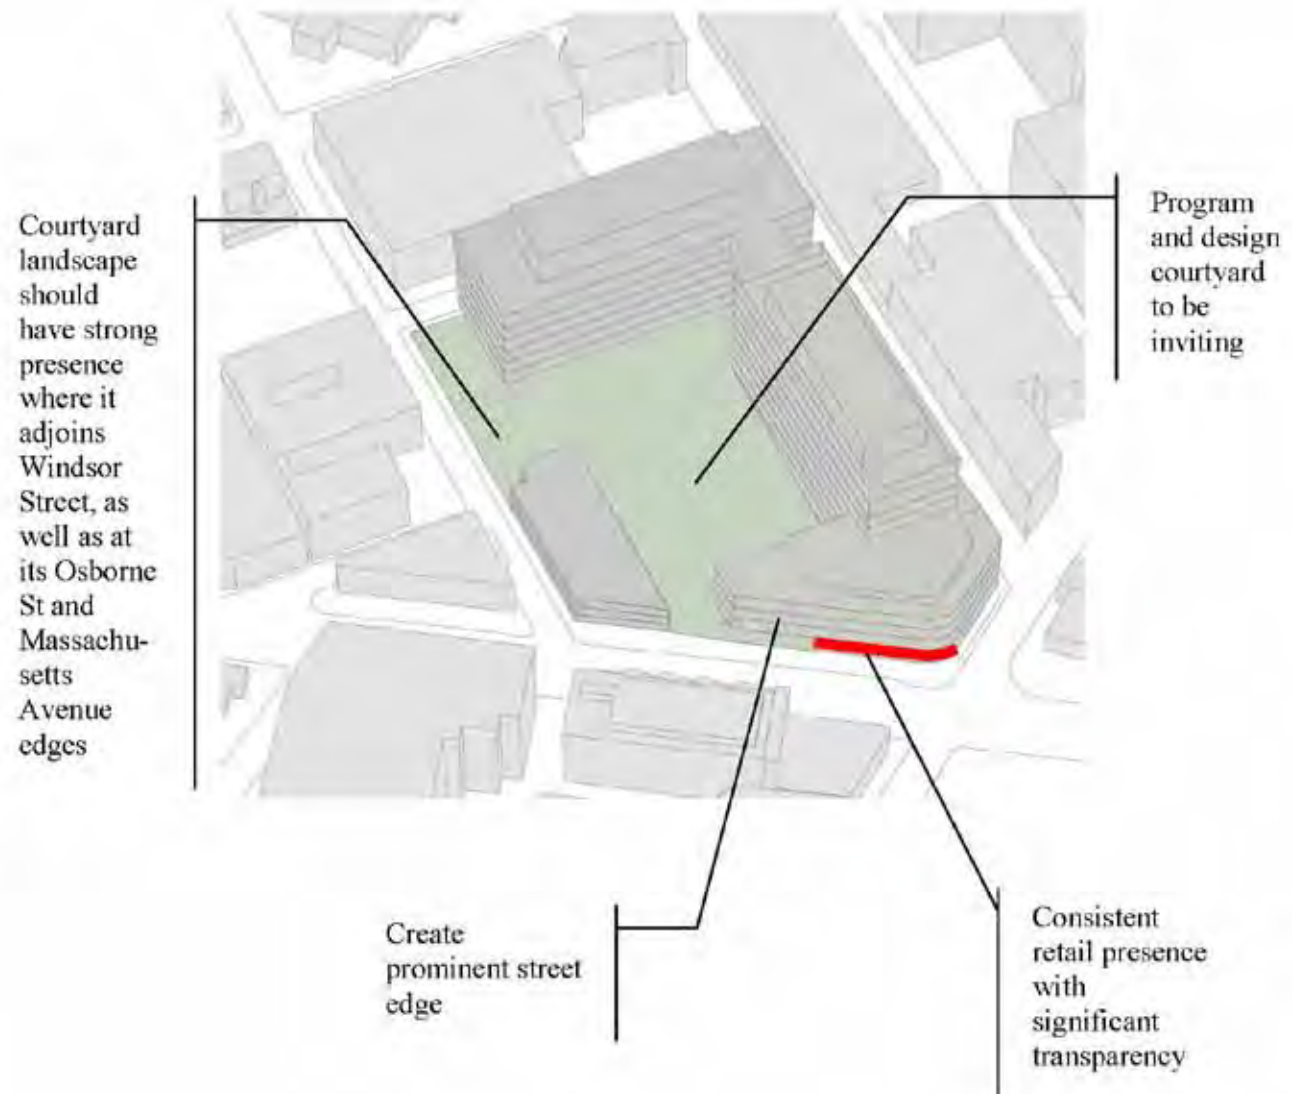 Courtyard
landscape
should
have strong
presence
where it
adjoins
Windsor
Street, as
well as at
its Osborne
St and
Massachu-
setts
Avenue
edges
Program
and design
courtyard
to be
inviting
Create
prominent street
edge
Consistent
retail presence
with
significant
transparency